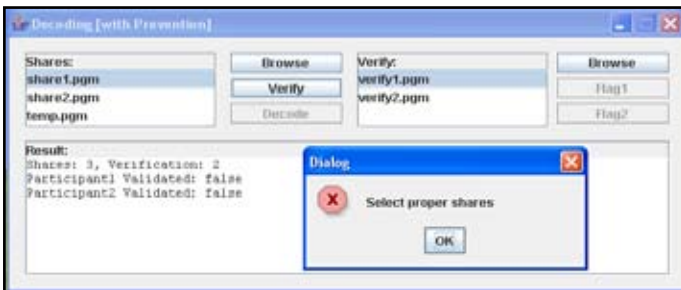 Decoding [with Prevention]
Shares:
share1.pgm
share2.pgm
temp.pgm
Browse
Verify
Decode
Verify:
verify1.pgm
verify2.pgm
Browse
Flag1
Flag2
Result:
Shares: 3, Verification: 2
Participant1 Validated: false
Participant2 Validated: false
Dialog
Select proper shares
OK